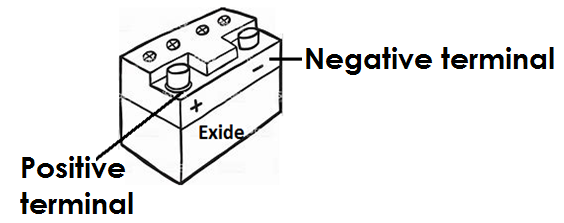 Negative terminal
–
+
Exide
Positive
terminal